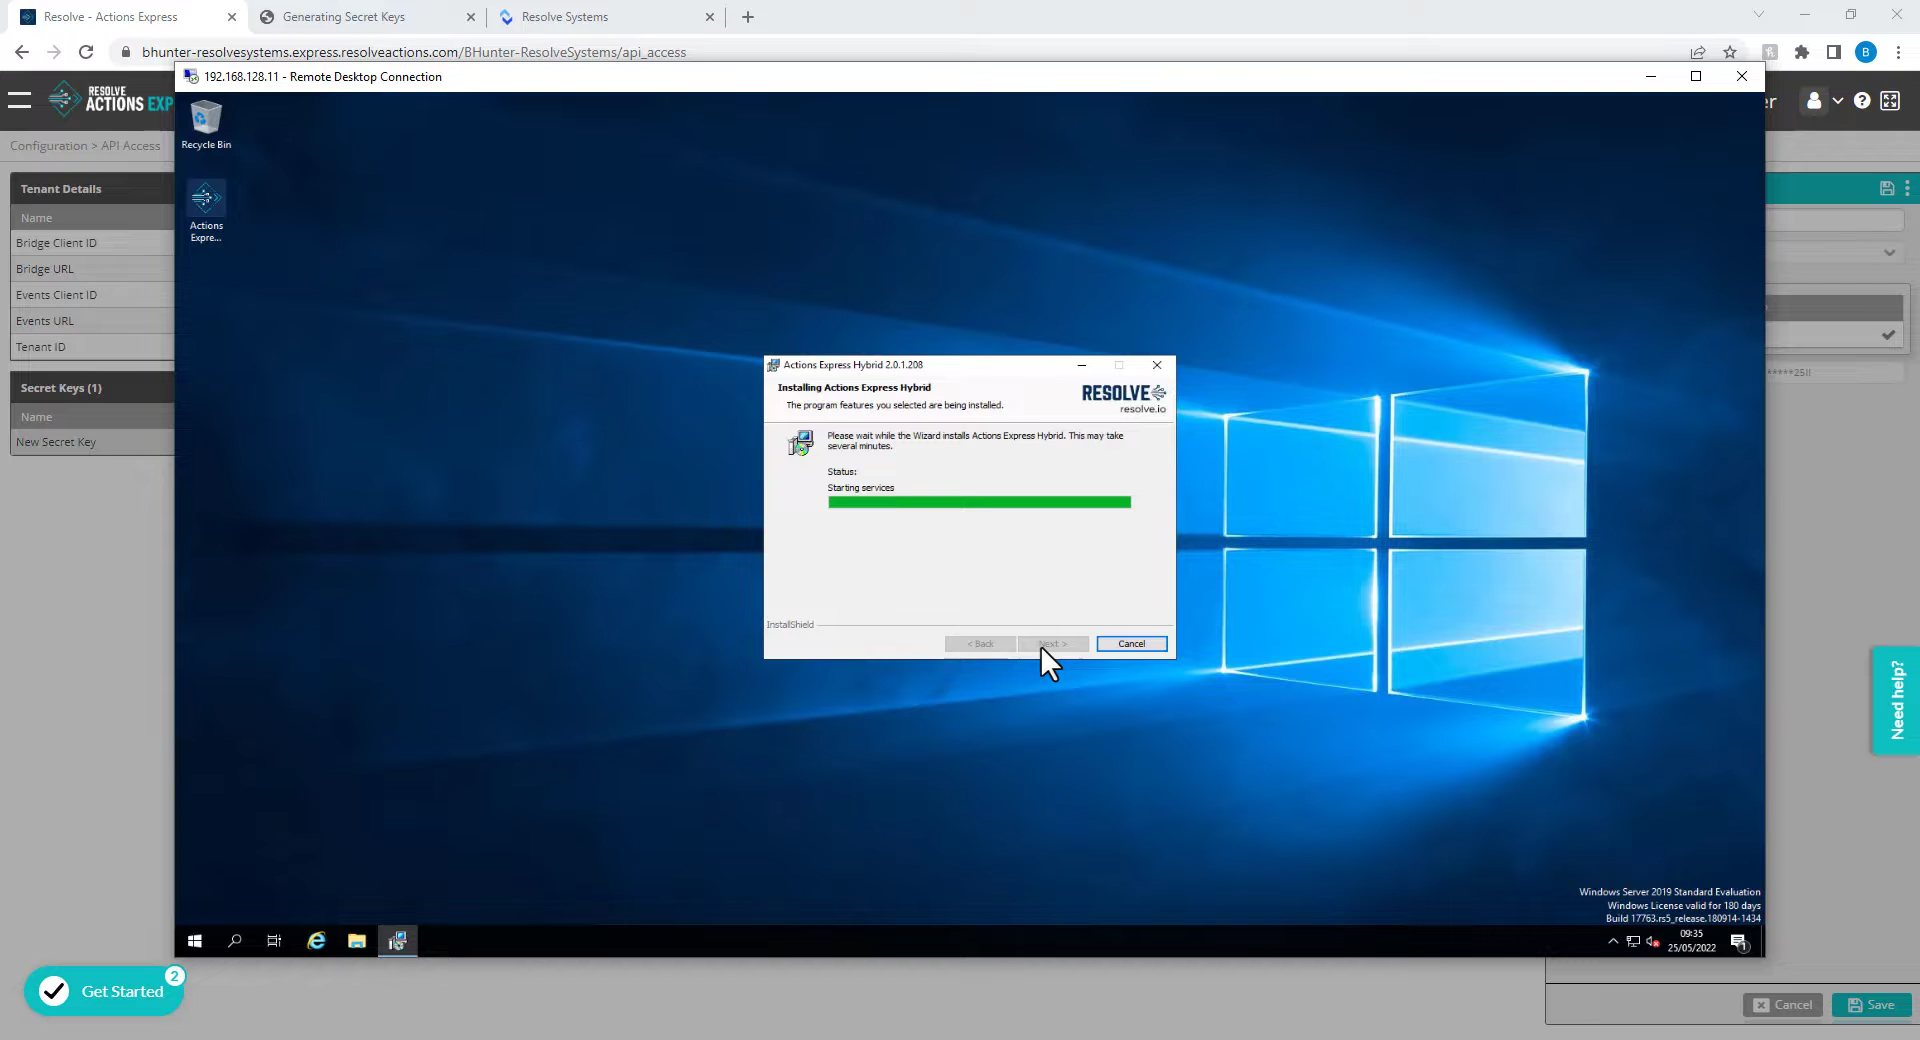 Resolve - Actions Express
Generating Secret Keys
Resolve Systems
bhunter-resolvesystems.express.resolveactions.com/BHunter-ResolveSystems/api_access
B
192.168.128.11 - Remote Desktop Connection
RESOLVE
ACTIONS EXP
er
Configuration > API Access
Tenant Details
Name
Bridge Client ID
Bridge URL
Events Client ID
Events URL
Tenant ID
Secret Keys (1)
Name
New Secret Key
Recycle Bin
Actions
Expre...
Actions Express Hybrid 2.0.1.208
Installing Actions Express Hybrid
The program features you selected are being installed.
RESOLVE
resolve.io
Please wait while the Wizard installs Actions Express Hybrid. This may take
several minutes.
Status:
Starting services
InstallShield
< Back
Next >
Cancel
*****25II
Need help?
Windows Server 2019 Standard Evaluation
Windows License valid for 180 days
Build 17763.rs5_release.180914-1434
09:35
25/05/2022
1
Get Started
2
Cancel
Save